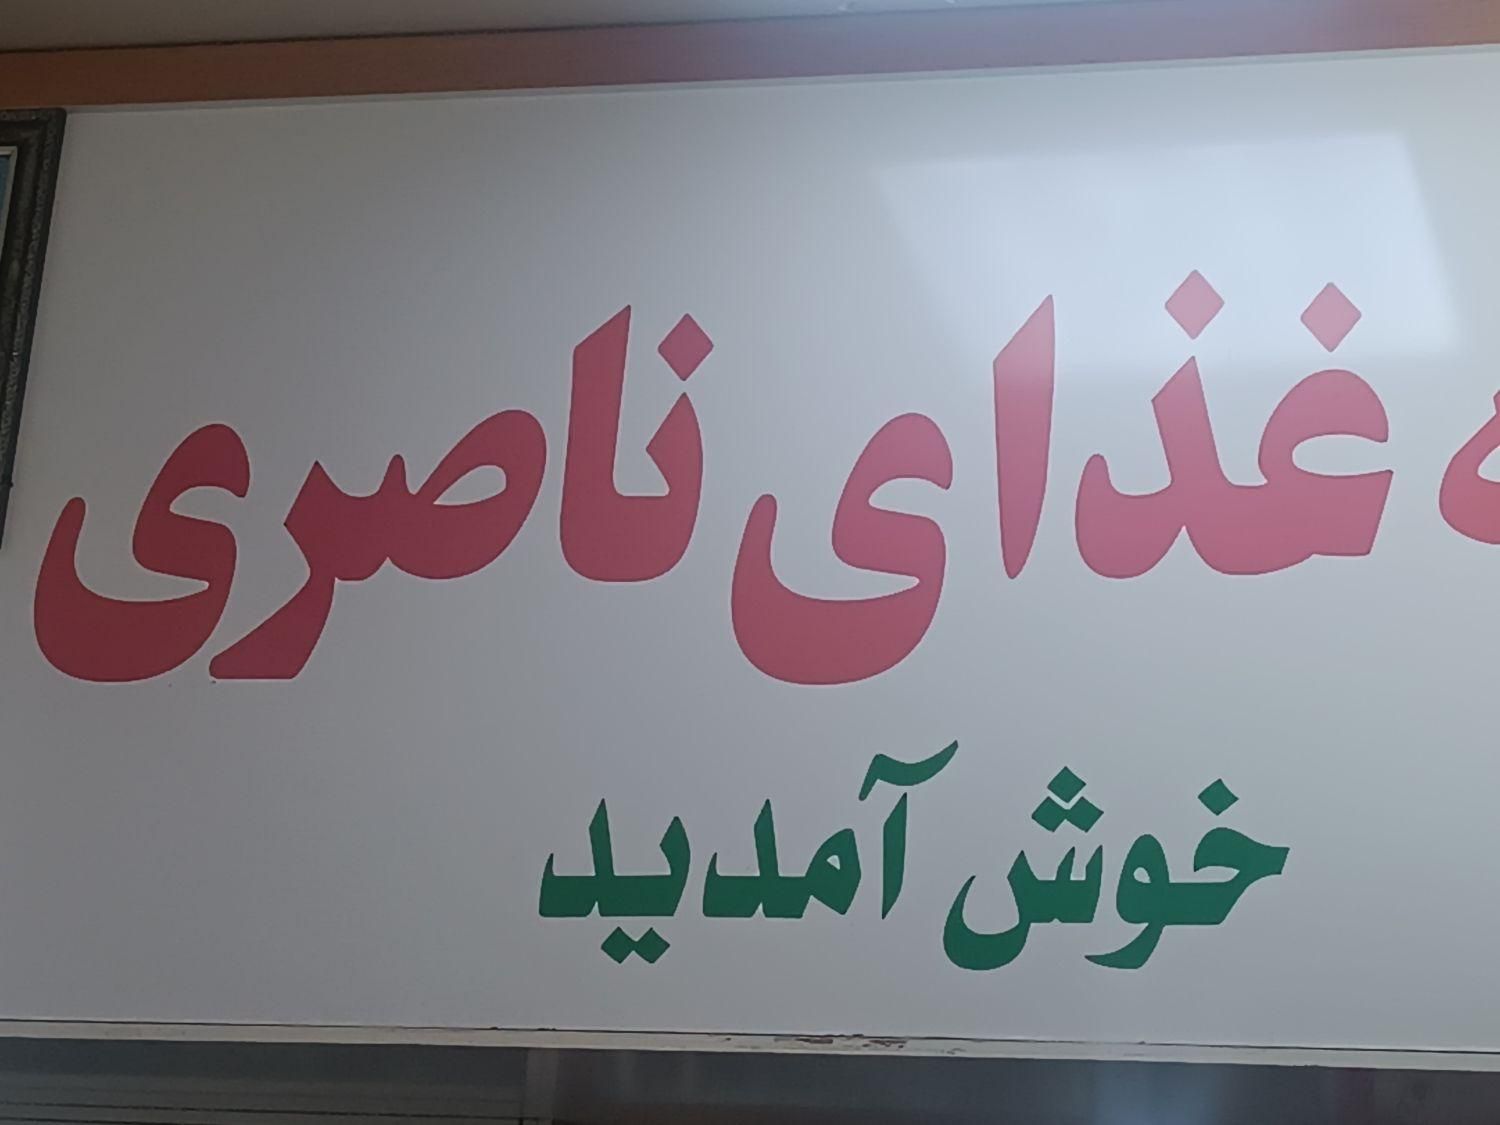 غذای ناصری
خوش آمدید